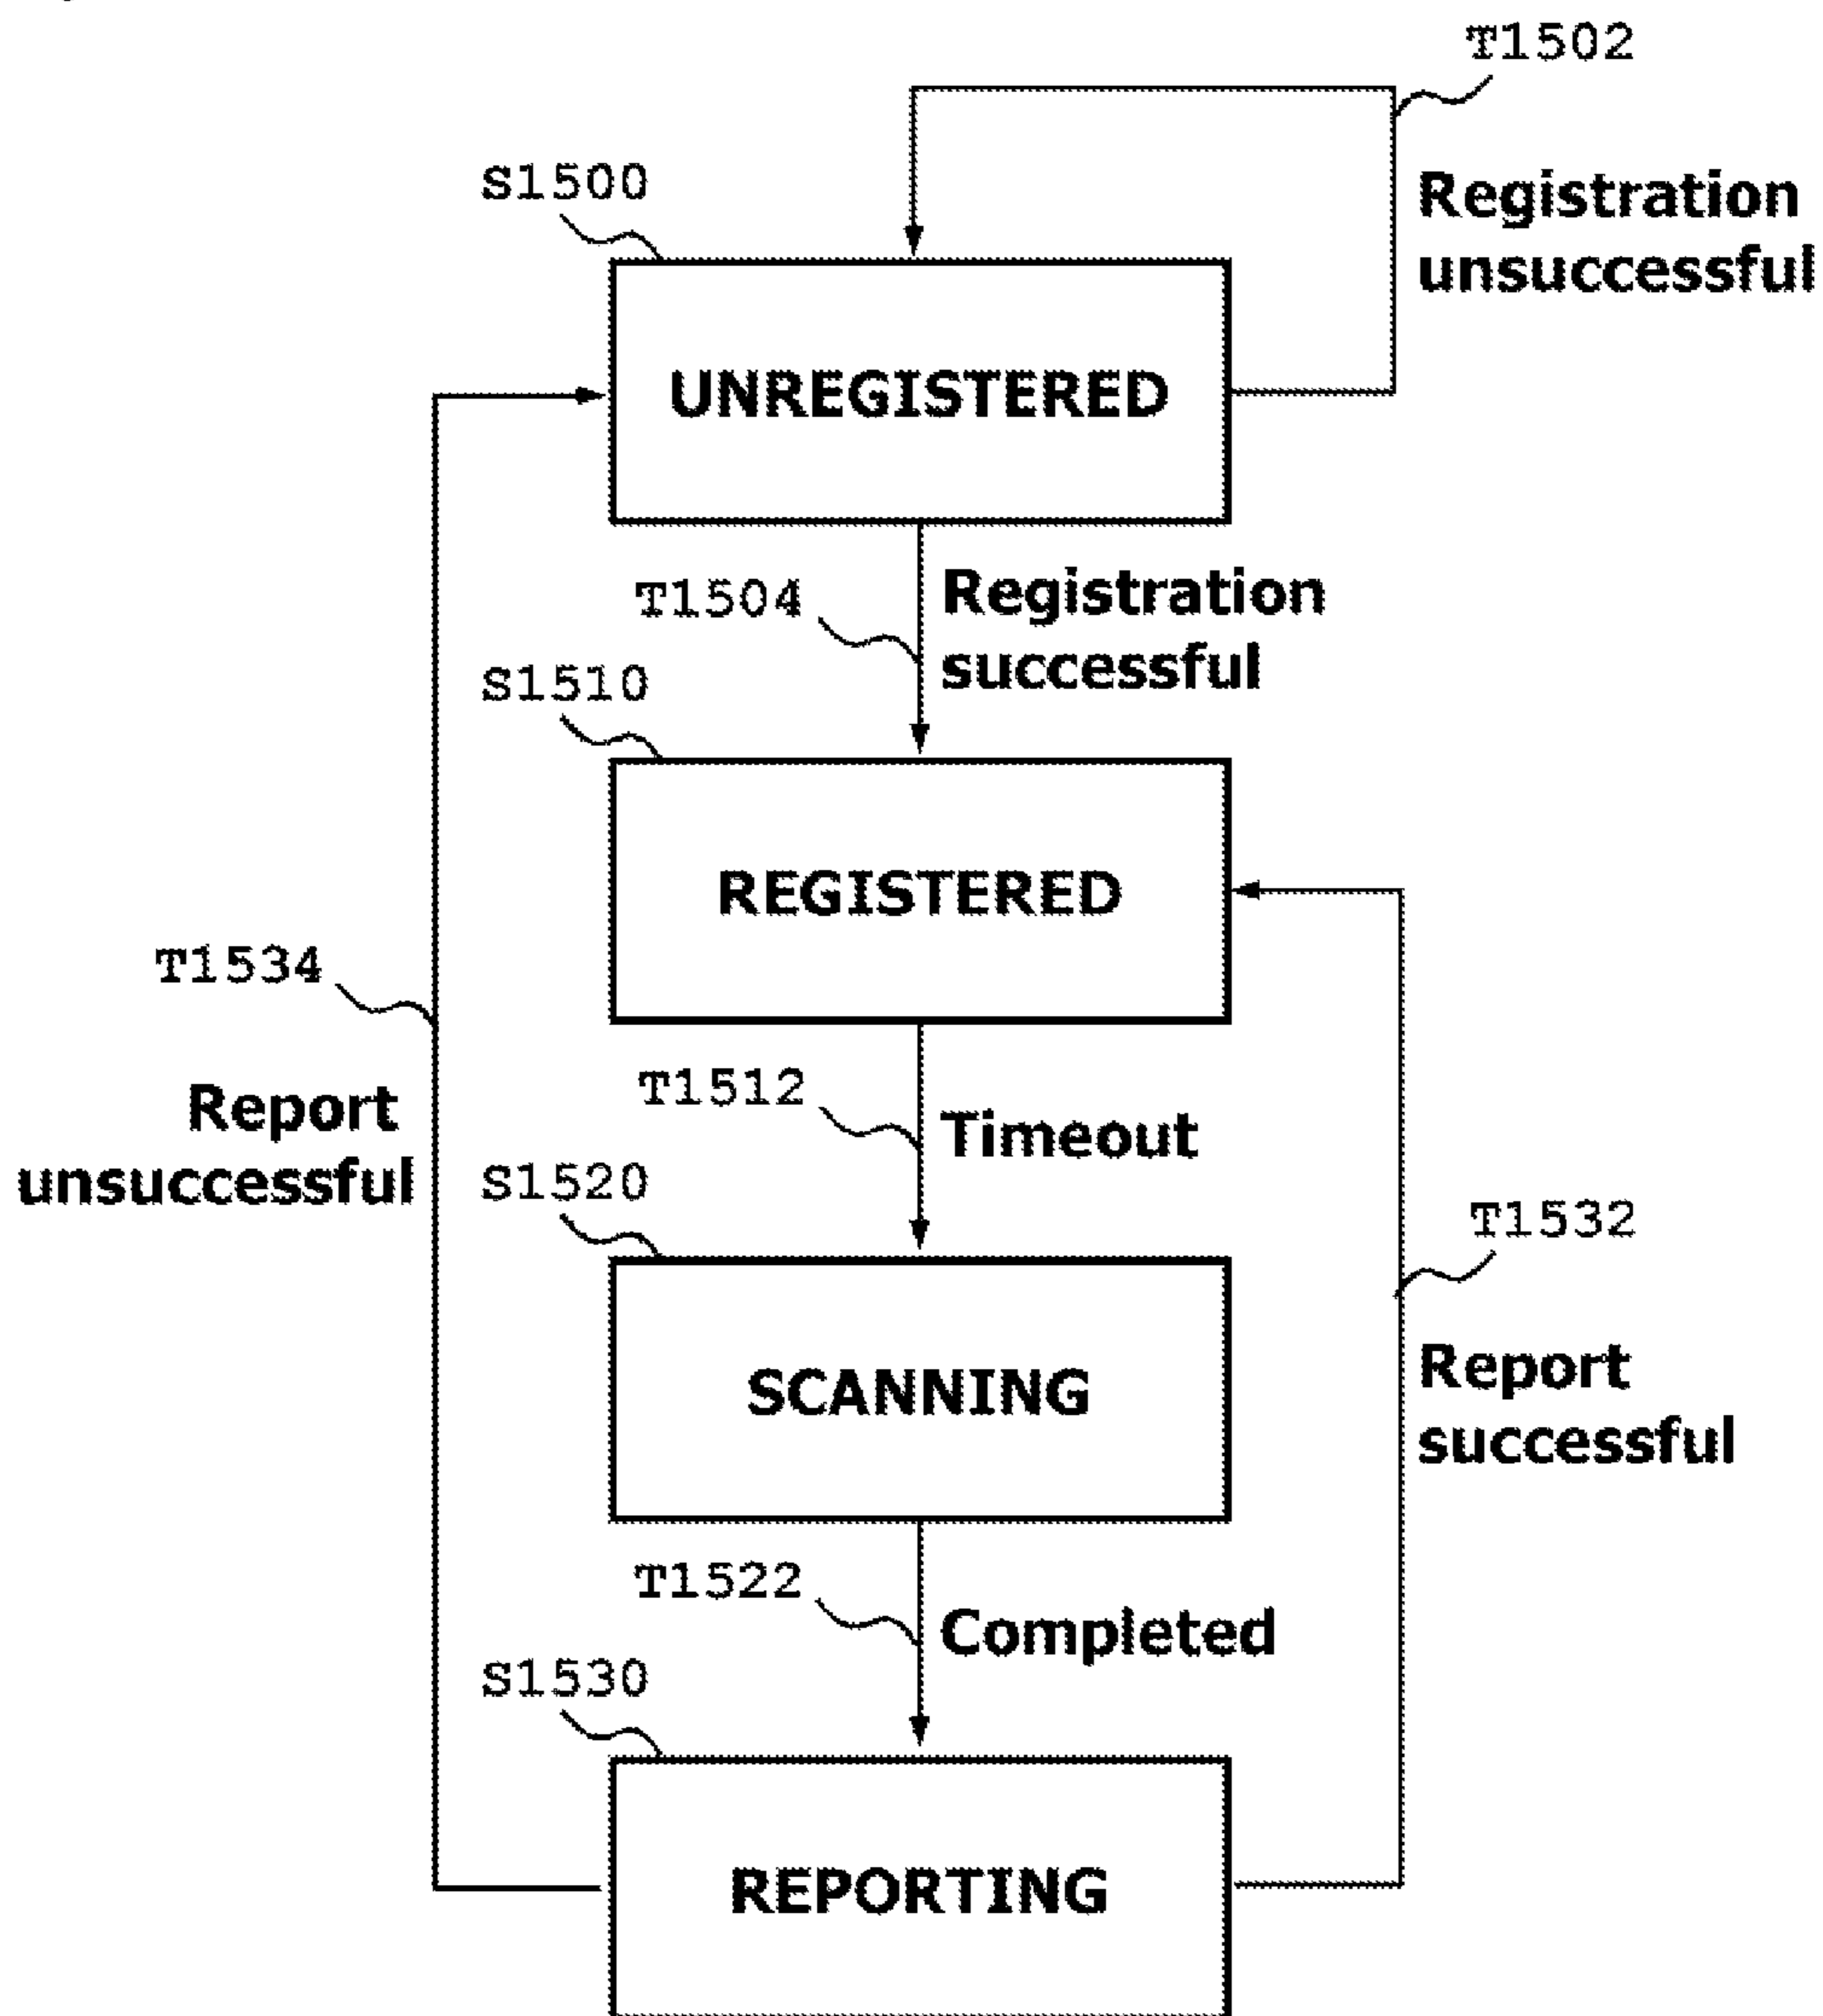 T1502
S1500
Registration
unsuccessful
UNREGISTERED
T1504
Registration
successful
S1510
REGISTERED
T1534
Report
unsuccessful
T1512
Timeout
S1520
T1532
SCANNING
Report
successful
T1522
Completed
S1530
REPORTING